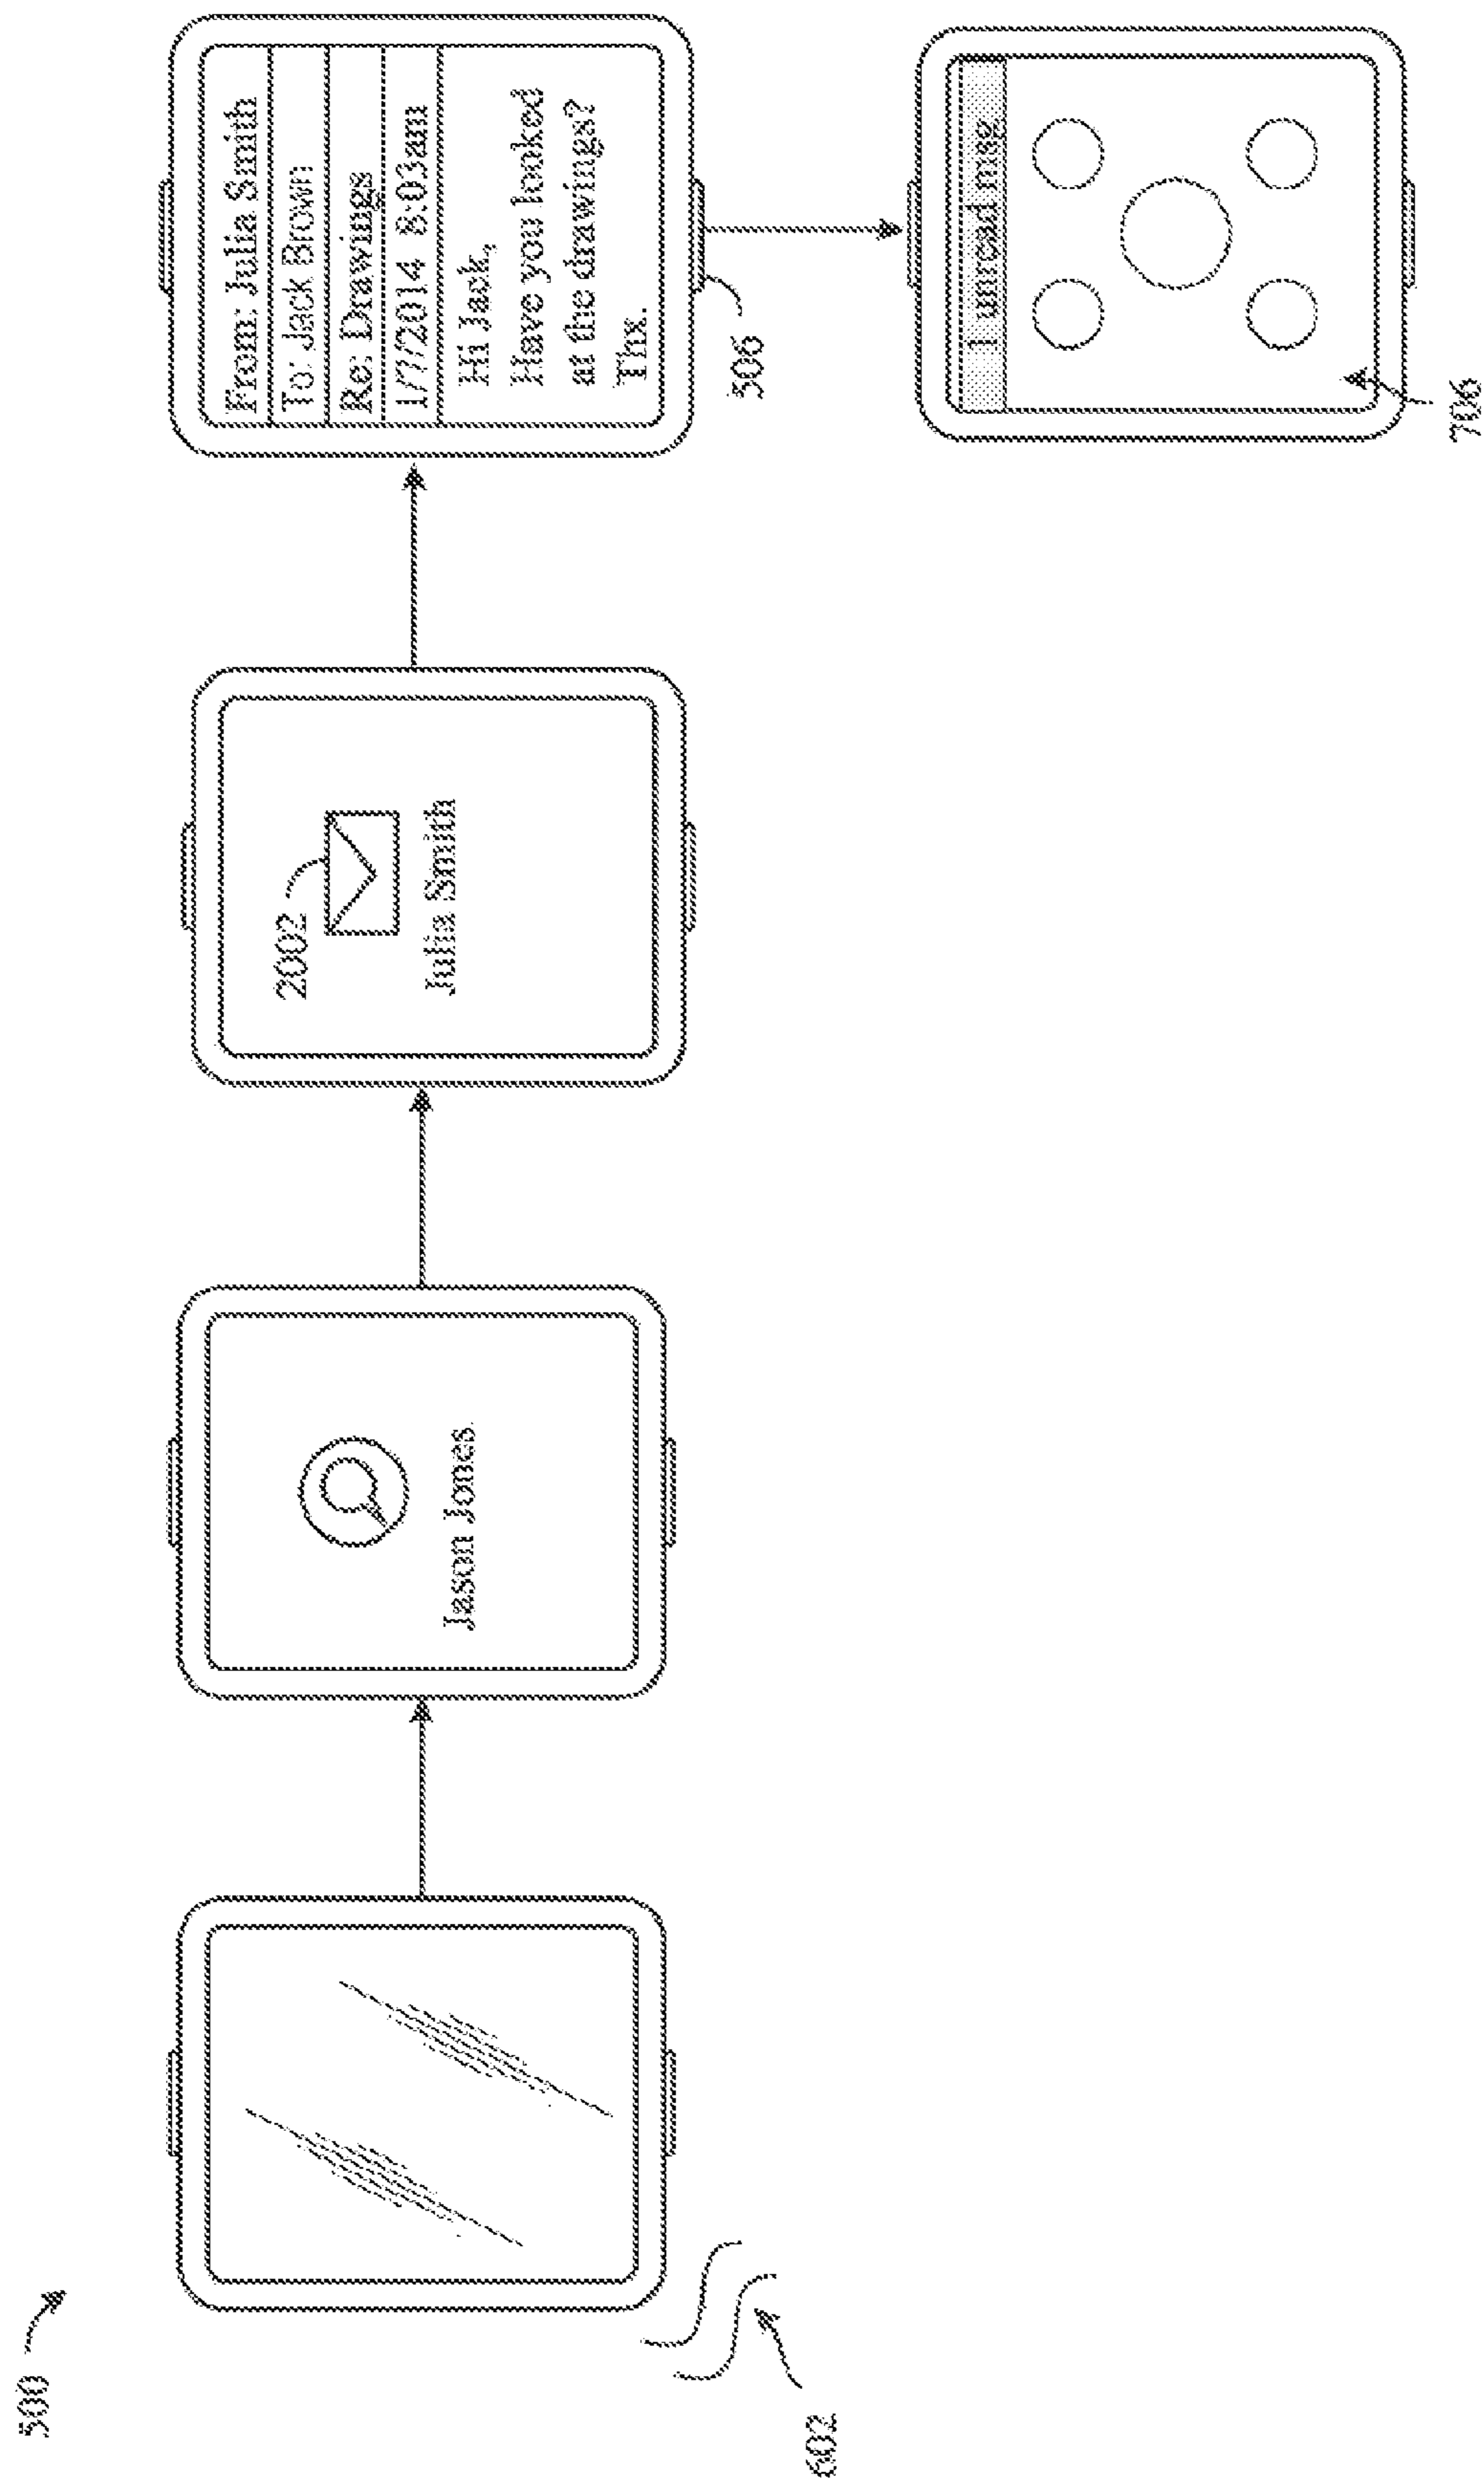 500
602
Jason Jones
2002
Julia Smith
From: Julia Smith
To: Jack Brown
Re: Drawings
1/7/2014 8:03am
Hi Jack,
Have you looked
at the drawings?
Thx.
506
1 unread msg
706